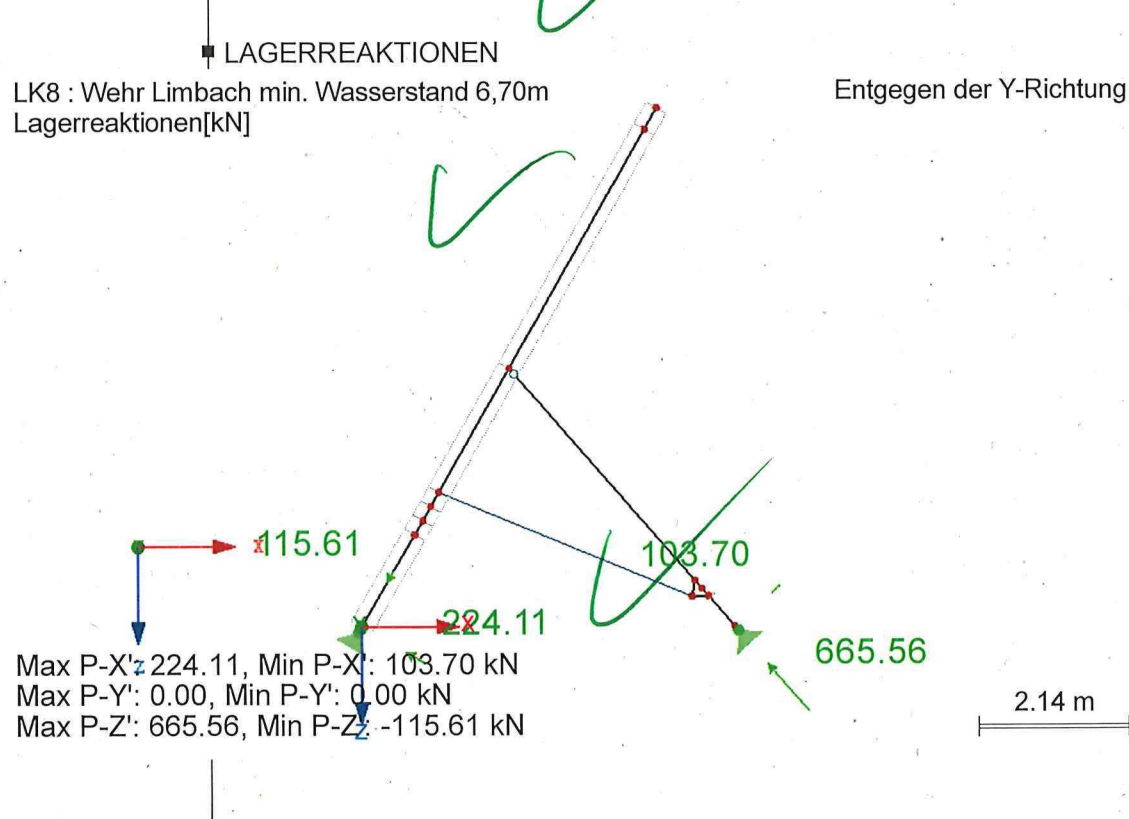 LAGERREAKTIONEN
LK8 : Wehr Limbach min. Wasserstand 6,70m
Entgegen der Y-Richtung
Lagerreaktionen[kN]
x
115.61
103.70
Y
X
224.11
665.56
Max P-X': 224.11, Min P-X': 103.70 kN
z
Max P-Y': 0.00, Min P-Y': 0.00 kN
Max P-Z': 665.56, Min P-Z': -115.61 kN
Z
2.14 m